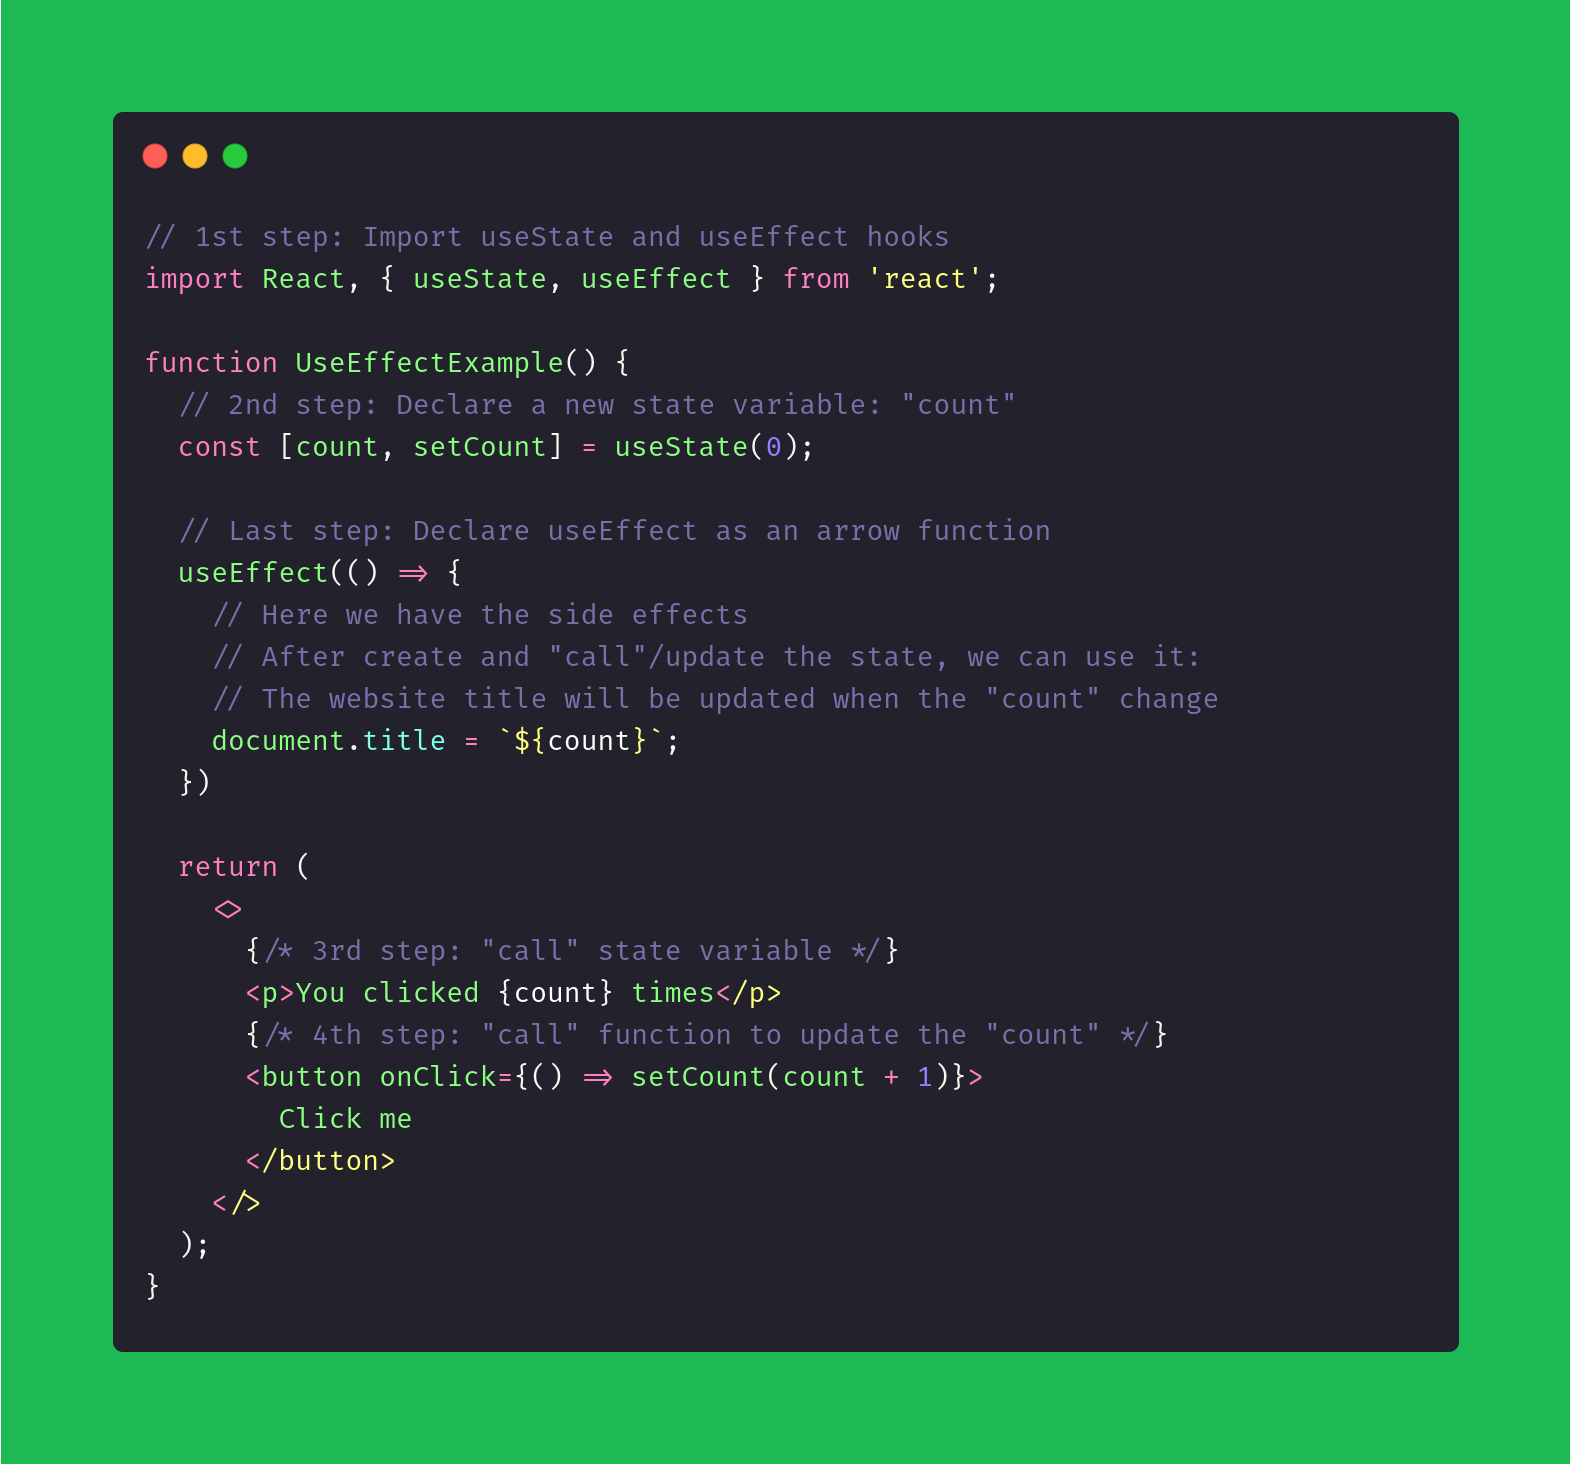 // 1st step: Import useState and useEffect hooks
import React, { useState, useEffect } from 'react';
function UseEffectExample() {
// 2nd step: Declare a new state variable: "count"
const [count, setCount] = useState(0);
// Last step: Declare useEffect as an arrow function
useEffect(() => {
// Here we have the side effects
// After create and "call"/update the state, we can use it:
// The website title will be updated when the "count" change
document.title = `${count}`;
})
return (
<>
{/* 3rd step: "call" state variable */}
<p>You clicked {count} times</p>
{/* 4th step: "call" function to update the "count" */}
<button onClick={() => setCount(count + 1)}>
Click me
</button>
</>
);
}